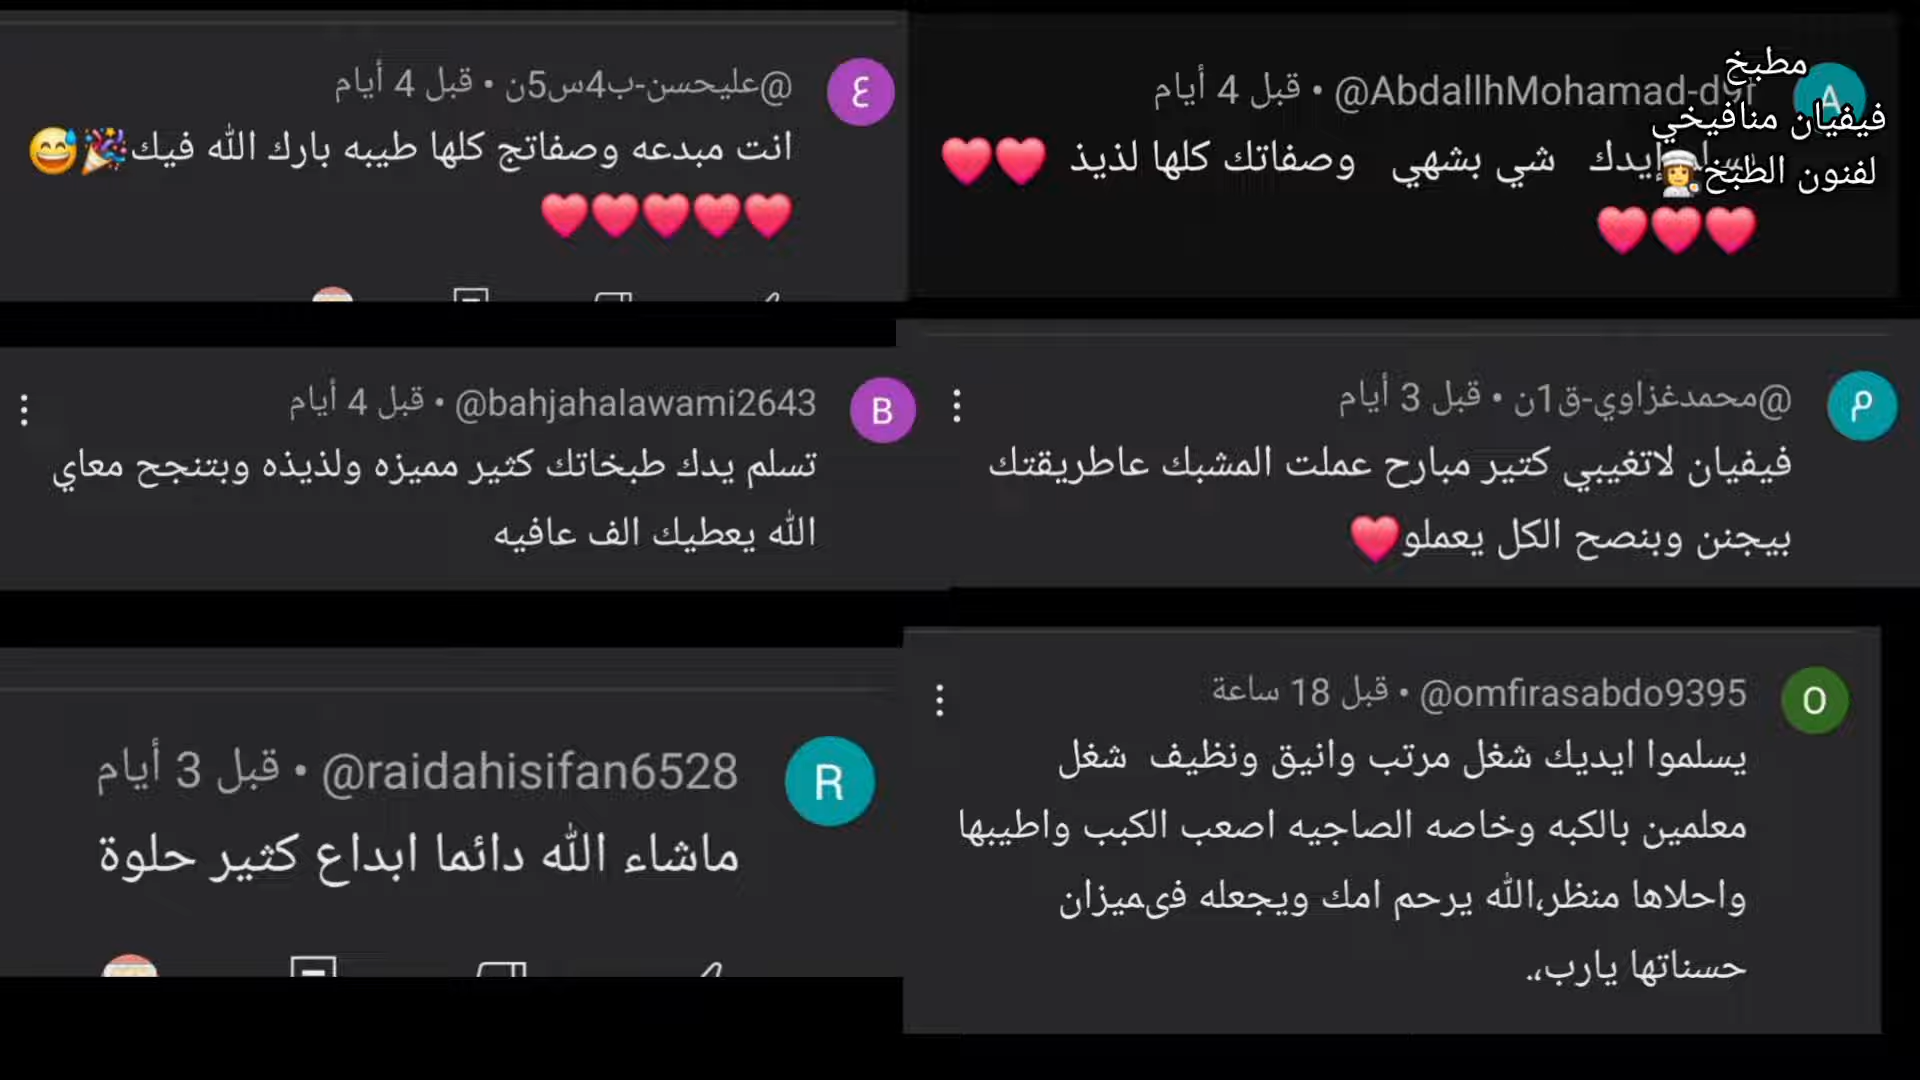 مطبخ
فيفيان منافيخي
لفنون الطبخ👩‍🍳
@AbdallhMohamad-d9r • قبل 4 أيام
إيدك شي بشهي وصفاتك كلها لذيذ ❤️❤️
❤️❤️❤️
@عليحسن-ب4س5ن • قبل 4 أيام
انت مبدعه وصفاتج كلها طيبه بارك الله فيك🎉😅
❤️❤️❤️❤️❤️
@محمدغزاوي-ق1ن • قبل 3 أيام
فيفيان لاتغيبي كتير مبارح عملت المشبك عاطريقتك
بيجنن وبنصح الكل يعملو❤️
@bahjahalawami2643 • قبل 4 أيام
تسلم يدك طبخاتك كثير مميزه ولذيذه وبتنجح معاي
الله يعطيك الف عافيه
@omfirasabdo9395 • قبل 18 ساعة
يسلموا ايديك شغل مرتب وانيق ونظيف شغل
معلمين بالكبه وخاصه الصاجيه اصعب الكبب واطيبها
واحلاها منظر،الله يرحم امك ويجعله فىميزان
حسناتها يارب،.
@raidahisifan6528 • قبل 3 أيام
ماشاء الله دائما ابداع كثير حلوة